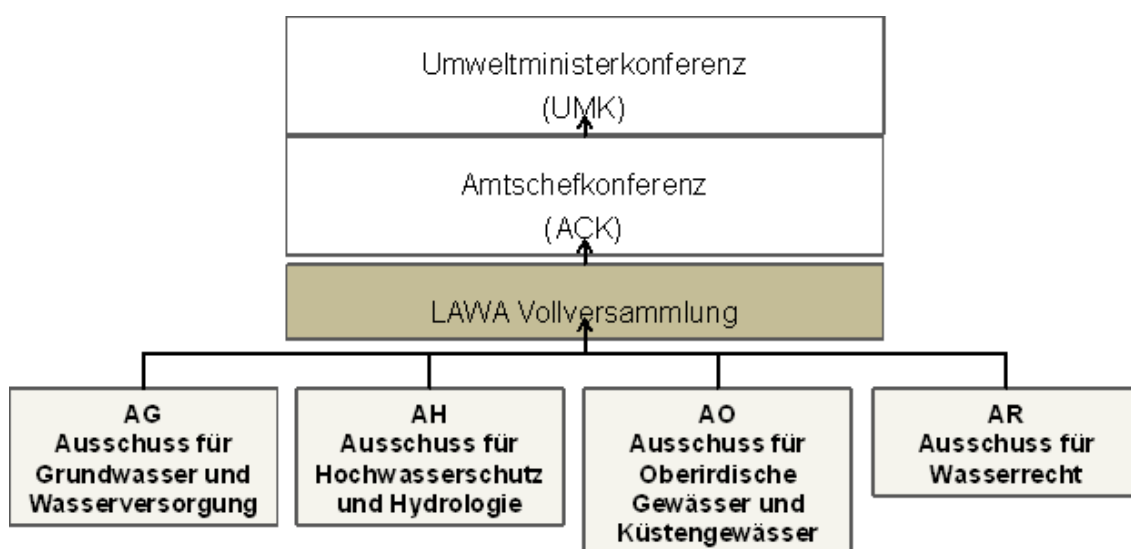 Umweltministerkonferenz
(UMK)
Amtschefkonferenz
(ACK)
LAWA Vollversammlung
AG
Ausschuss für
Grundwasser und
Wasserversorgung
AH
Ausschuss für
Hochwasserschutz
und Hydrologie
AO
Ausschuss für
Oberirdische
Gewässer und
Küstengewässer
AR
Ausschuss für
Wasserrecht